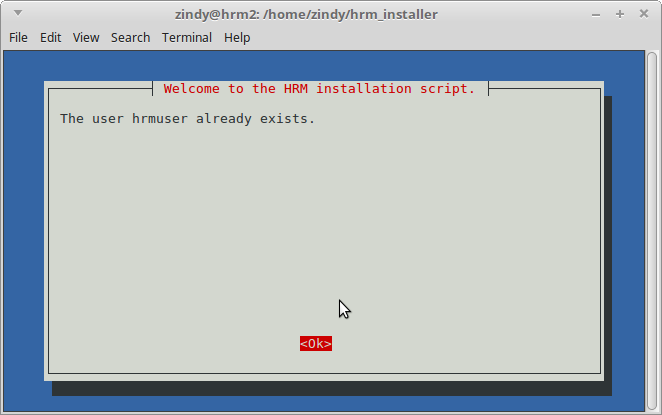 zindy@hrm2: /home/zindy/hrm_installer
File Edit View Search Terminal Help
Welcome to the HRM installation script.
The user hrmuser already exists.
<Ok>